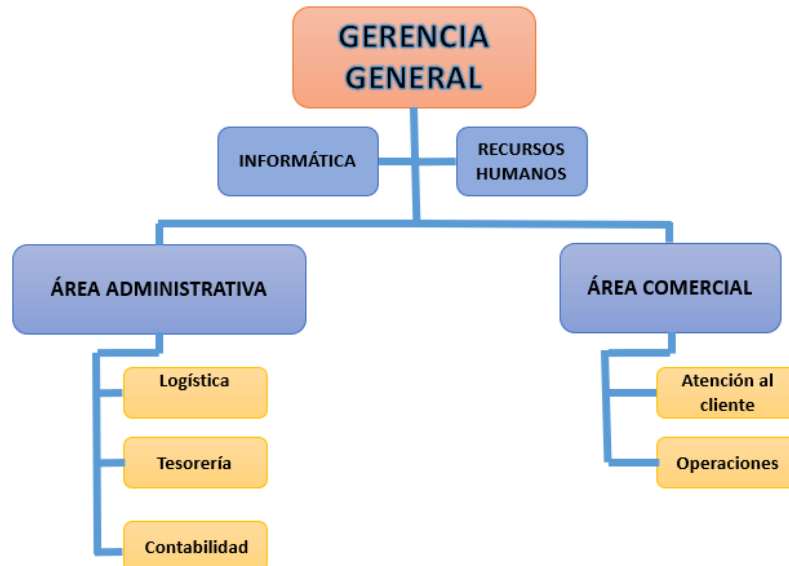 GERENCIA
GENERAL
INFORMÁTICA
RECURSOS
HUMANOS
ÁREA ADMINISTRATIVA
ÁREA COMERCIAL
Logística
Atención al
cliente
Tesorería
Operaciones
Contabilidad